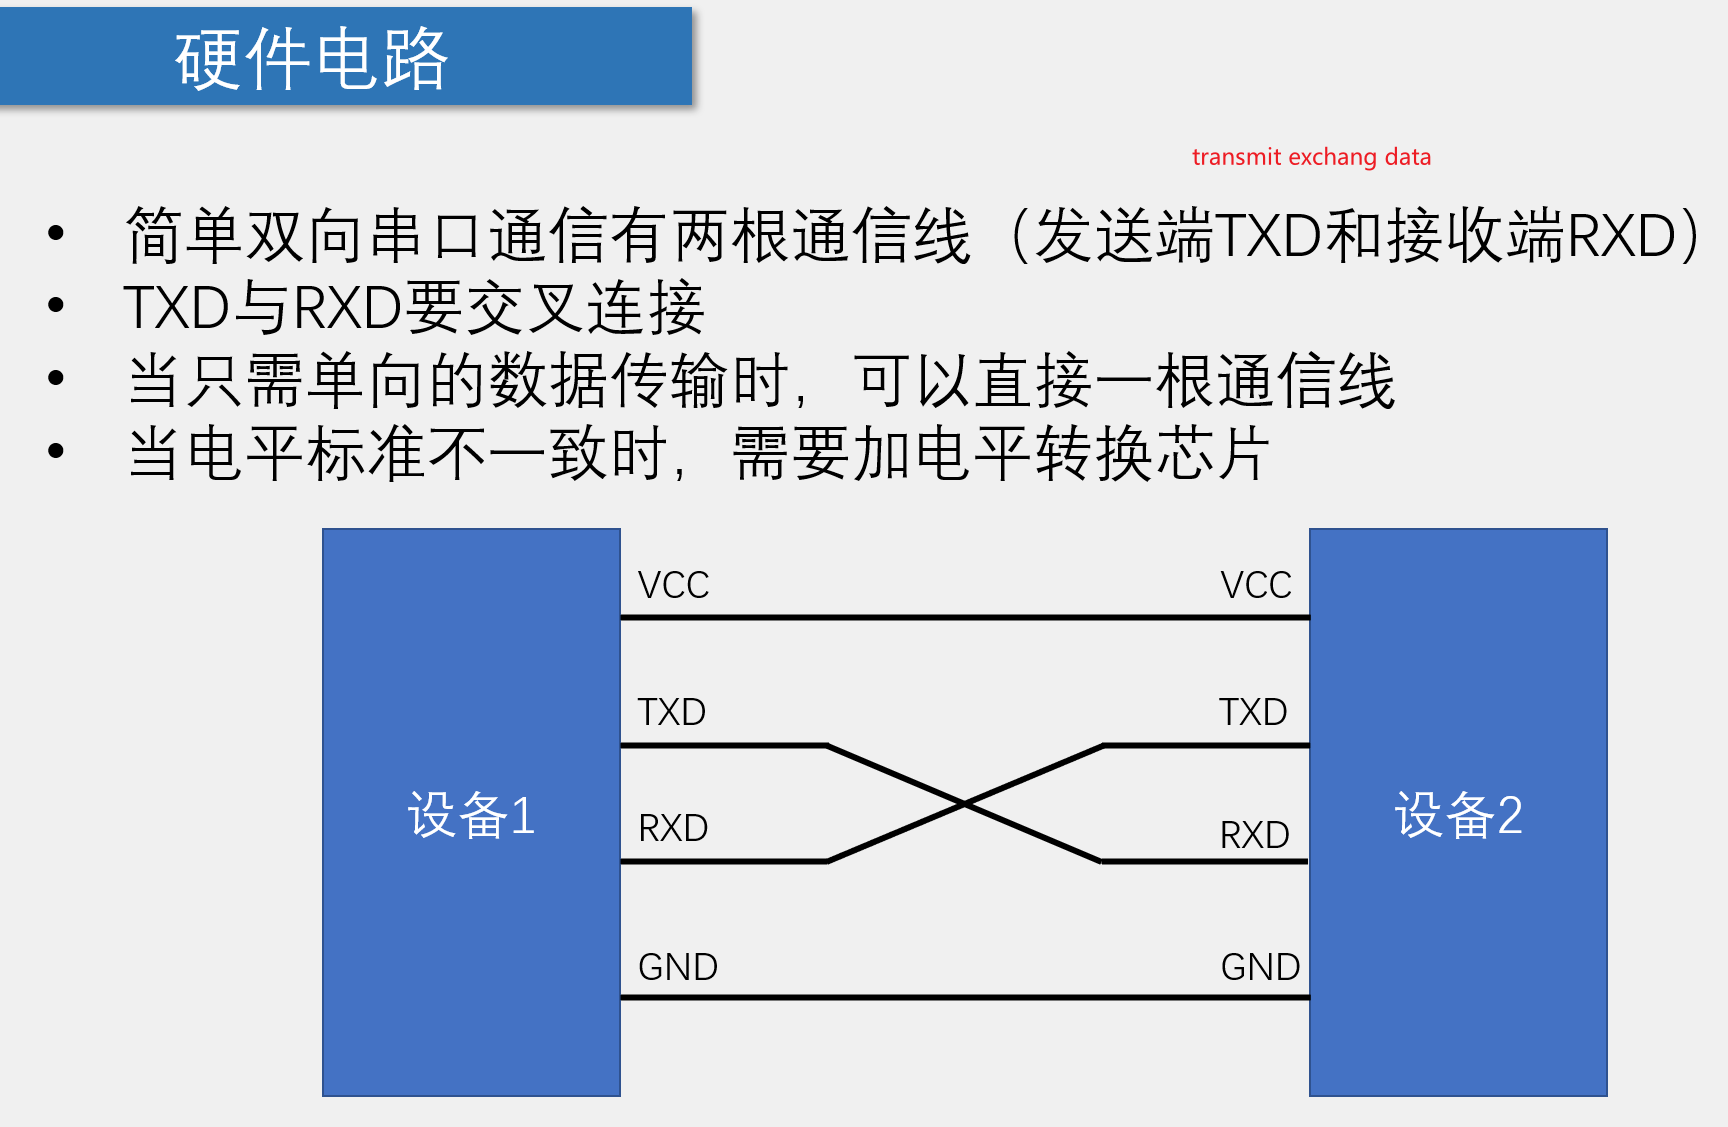 硬件电路
transmit exchang data
• 简单双向串口通信有两根通信线（发送端TXD和接收端RXD）
• TXD与RXD要交叉连接
• 当只需单向的数据传输时，可以直接一根通信线
• 当电平标准不一致时，需要加电平转换芯片
VCC VCC
TXD TXD
设备1 设备2
RXD RXD
GND GND